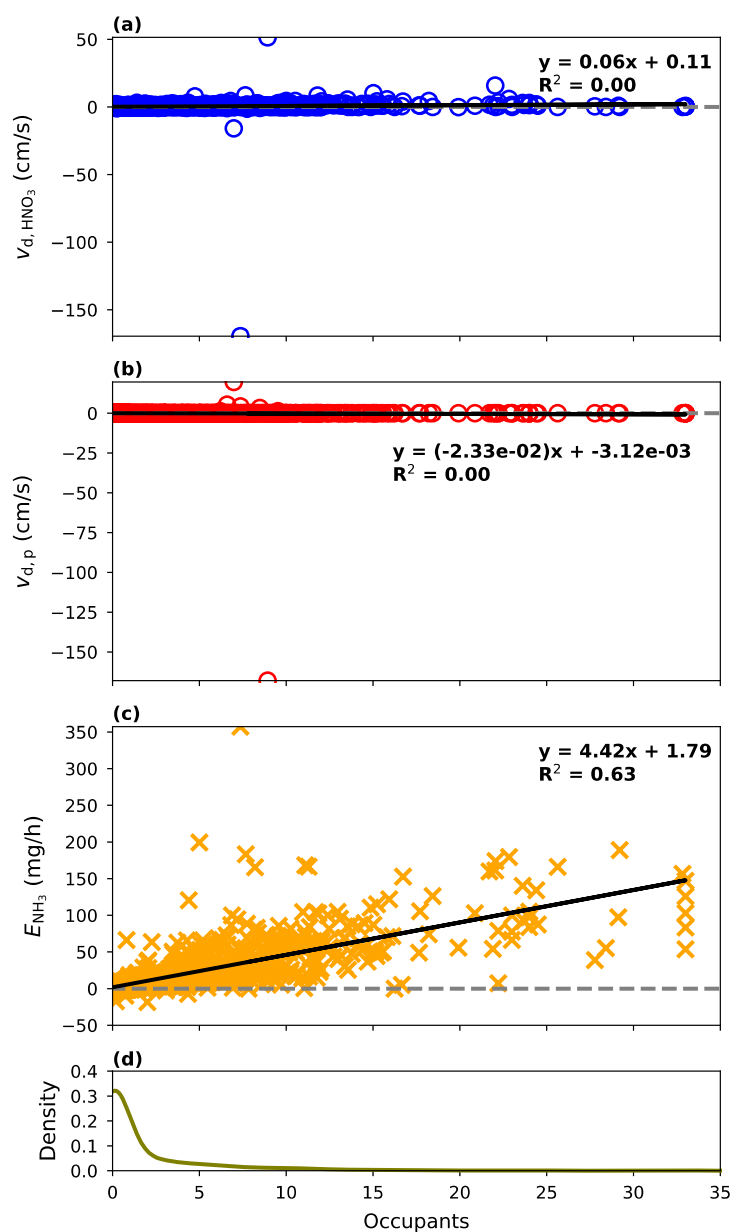 (a)
50
0
−50
−100
−150
v_d, HNO₃ (cm/s)
y = 0.06x + 0.11
R² = 0.00
(b)
0
−25
−50
−75
−100
−125
−150
v_d, p (cm/s)
y = (-2.33e-02)x + -3.12e-03
R² = 0.00
(c)
350
300
250
200
150
100
50
0
−50
E_NH₃ (mg/h)
y = 4.42x + 1.79
R² = 0.63
(d)
0.4
0.3
0.2
0.1
0.0
Density
0 5 10 15 20 25 30 35
Occupants